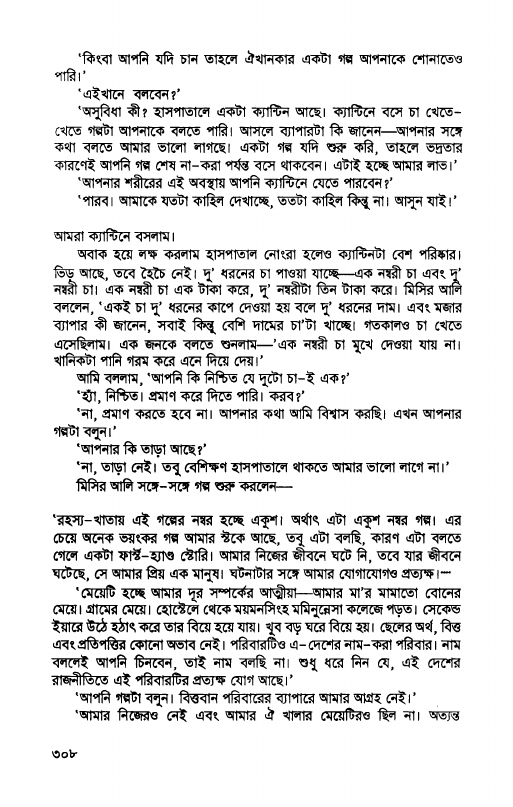 ‘কিংবা আপনি যদি চান তাহলে ঐখানকার একটা গল্প আপনাকে শোনাতেও
পারি।’
‘এইখানে বলবেন?’
‘অসুবিধা কী? হাসপাতালে একটা ক্যান্টিন আছে। ক্যান্টিনে বসে চা খেতে-
খেতে গল্পটা আপনাকে বলতে পারি। আসলে ব্যাপারটা কি জানেন—আপনার সঙ্গে
কথা বলতে আমার ভালো লাগছে। একটা গল্প যদি শুরু করি, তাহলে ভদ্রতার
কারণেই আপনি গল্প শেষ না-করা পর্যন্ত বসে থাকবেন। এটাই হচ্ছে আমার লাভ।’
‘আপনার শরীরের এই অবস্থায় আপনি ক্যান্টিনে যেতে পারবেন?’
‘পারব। আমাকে যতটা কাহিল দেখাচ্ছে, ততটা কাহিল কিন্তু না। আসুন যাই।’
আমরা ক্যান্টিনে বসলাম।
অবাক হয়ে লক্ষ করলাম হাসপাতাল নোংরা হলেও ক্যান্টিনটা বেশ পরিষ্কার।
ভিড় আছে, তবে হৈচৈ নেই। দু’ ধরনের চা পাওয়া যাচ্ছে—এক নম্বরী চা এবং দু’
নম্বরী চা। এক নম্বরী চা এক টাকা করে, দু’ নম্বরীটা তিন টাকা করে। মিসির আলি
বললেন, ‘একই চা দু’ ধরনের কাপে দেওয়া হয় বলে দু’ ধরনের দাম। এবং মজার
ব্যাপার কী জানেন, সবাই কিন্তু বেশি দামের চা’টা খাচ্ছে। গতকালও চা খেতে
এসেছিলাম। এক জনকে বলতে শুনলাম—‘এক নম্বরী চা মুখে দেওয়া যায় না।
খানিকটা পানি গরম করে এনে দিয়ে দেয়।’
আমি বললাম, ‘আপনি কি নিশ্চিত যে দুটো চা-ই এক?’
‘হ্যাঁ, নিশ্চিত। প্রমাণ করে দিতে পারি। করব?’
‘না, প্রমাণ করতে হবে না। আপনার কথা আমি বিশ্বাস করছি। এখন আপনার
গল্পটা বলুন।’
‘আপনার কি তাড়া আছে?’
‘না, তাড়া নেই। তবু বেশিক্ষণ হাসপাতালে থাকতে আমার ভালো লাগে না।’
মিসির আলি সঙ্গে-সঙ্গে গল্প শুরু করলেন—
‘রহস্য-খাতায় এই গল্পের নম্বর হচ্ছে একুশ। অর্থাৎ এটা একুশ নম্বর গল্প। এর
চেয়ে অনেক ভয়ংকর গল্প আমার স্টকে আছে, তবু এটা বলছি, কারণ এটা বলতে
গেলে একটা ফার্স্ট-হ্যাণ্ড স্টোরি। আমার নিজের জীবনে ঘটে নি, তবে যার জীবনে
ঘটেছে, সে আমার প্রিয় এক মানুষ। ঘটনাটার সঙ্গে আমার যোগাযোগও প্রত্যক্ষ।—
‘মেয়েটি হচ্ছে আমার দূর সম্পর্কের আত্মীয়া—আমার মা’র মামাতো বোনের
মেয়ে। গ্রামের মেয়ে। হোস্টেলে থেকে ময়মনসিংহ মমিনুন্নেসা কলেজে পড়ত। সেকেন্ড
ইয়ারে উঠে হঠাৎ করে তার বিয়ে হয়ে যায়। খুব বড় ঘরে বিয়ে হয়। ছেলের অর্থ, বিত্ত
এবং প্রতিপত্তির কোনো অভাব নেই। পরিবারটিও এ-দেশের নাম-করা পরিবার। নাম
বললেই আপনি চিনবেন, তাই নাম বলছি না। শুধু ধরে নিন যে, এই দেশের
রাজনীতিতে এই পরিবারটির প্রত্যক্ষ যোগ আছে।’
‘আপনি গল্পটা বলুন। বিত্তবান পরিবারের ব্যাপারে আমার আগ্রহ নেই।’
‘আমার নিজেরও নেই এবং আমার ঐ খালার মেয়েটিরও ছিল না। অত্যন্ত
৩০৮